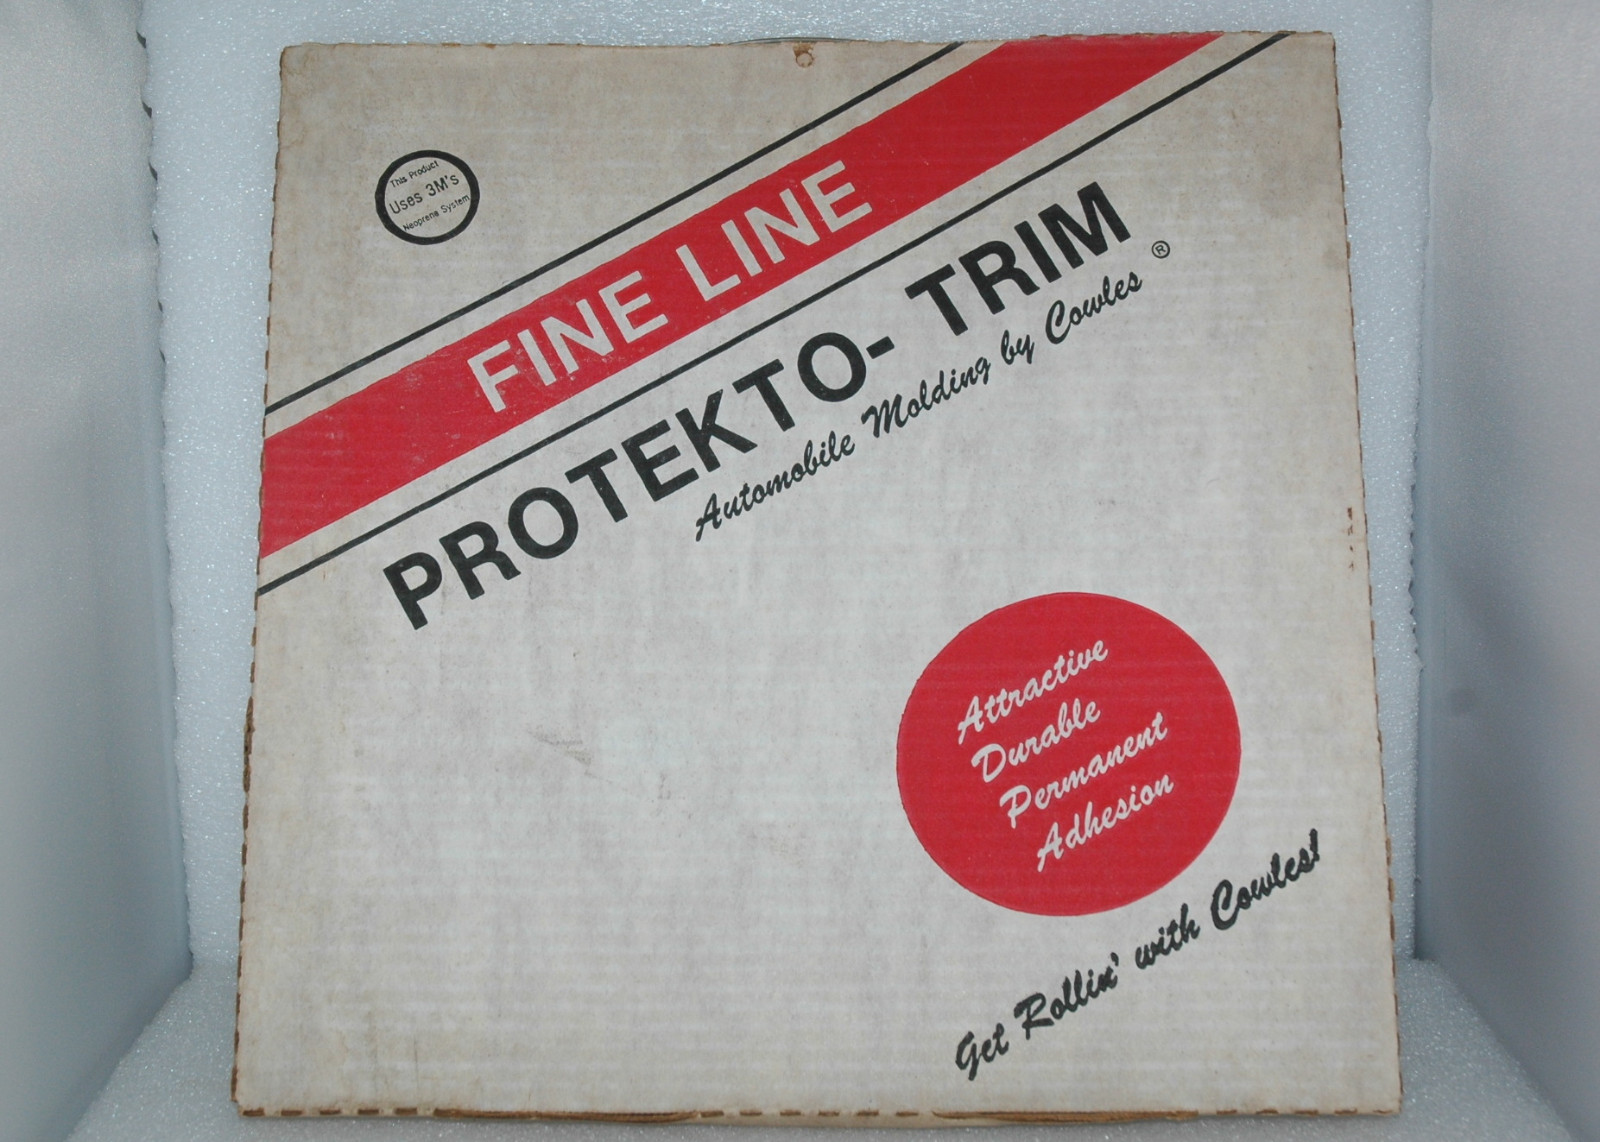 This Product
Uses 3M's
Neoprene System
FINE LINE
PROTEKTO- TRIM
Automobile Molding by Cowles ®
Attractive
Durable
Permanent
Adhesion
Get Rollin' with Cowles!